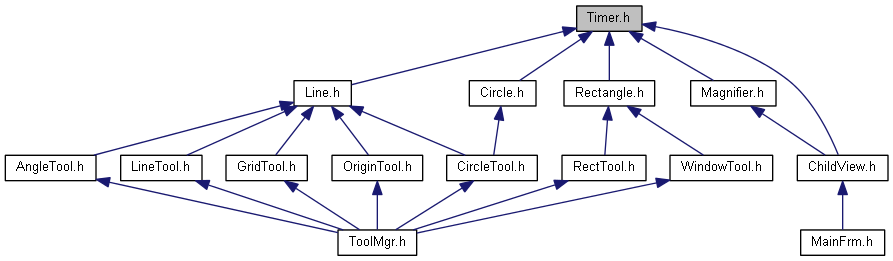 Timer.h
Line.h
Circle.h
Rectangle.h
Magnifier.h
AngleTool.h
LineTool.h
GridTool.h
OriginTool.h
CircleTool.h
RectTool.h
WindowTool.h
ChildView.h
ToolMgr.h
MainFrm.h